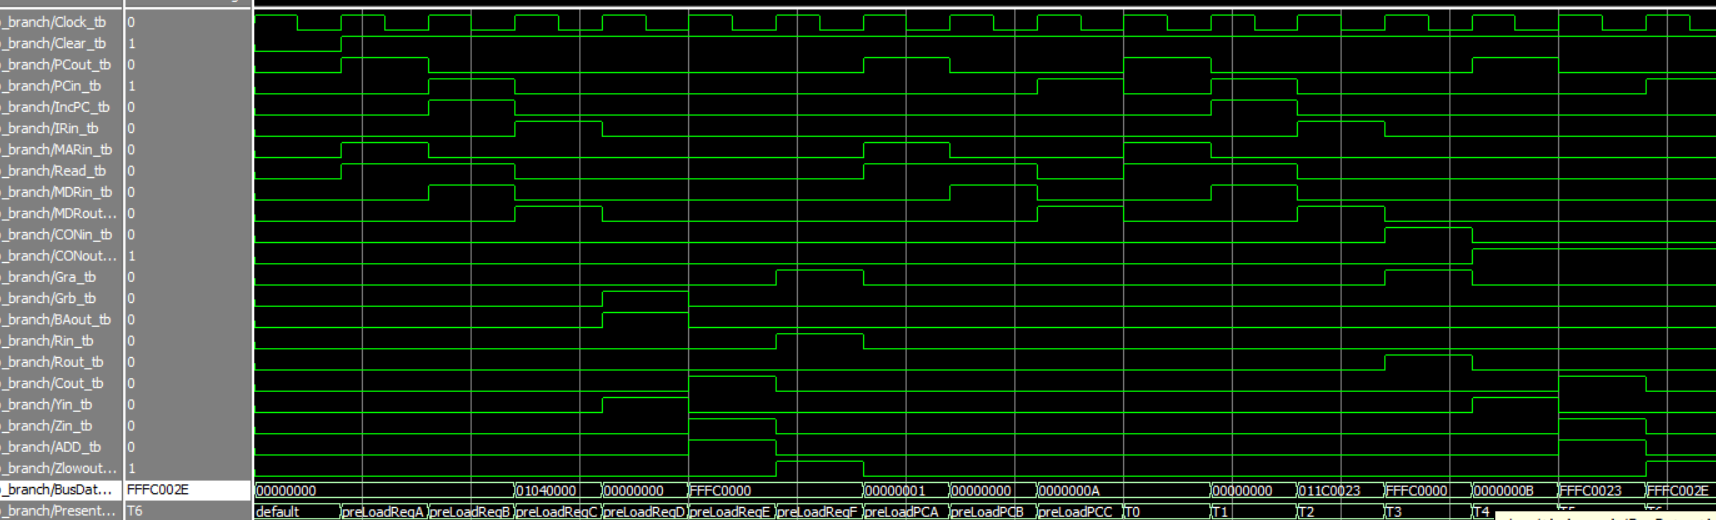 _branch/Clock_tb 0
_branch/Clear_tb 1
_branch/PCout_tb 0
_branch/PCin_tb 1
_branch/IncPC_tb 0
_branch/IRin_tb 0
_branch/MARin_tb 0
_branch/Read_tb 0
_branch/MDRin_tb 0
_branch/MDRout... 0
_branch/CONin_tb 0
_branch/CONout... 1
_branch/Gra_tb 0
_branch/Grb_tb 0
_branch/BAout_tb 0
_branch/Rin_tb 0
_branch/Rout_tb 0
_branch/Cout_tb 0
_branch/Yin_tb 0
_branch/Zin_tb 0
_branch/ADD_tb 0
_branch/Zlowout... 1
_branch/BusDat... FFFC002E 00000000 01040000 00000000 FFFC0000 00000001 00000000 0000000A 00000000 011C0023 FFFC0000 0000000B FFFC0023 FFFC002E
_branch/Present... T6 default preLoadRegA preLoadRegB preLoadRegC preLoadRegD preLoadRegE preLoadRegF preLoadPCA preLoadPCB preLoadPCC T0 T1 T2 T3 T4